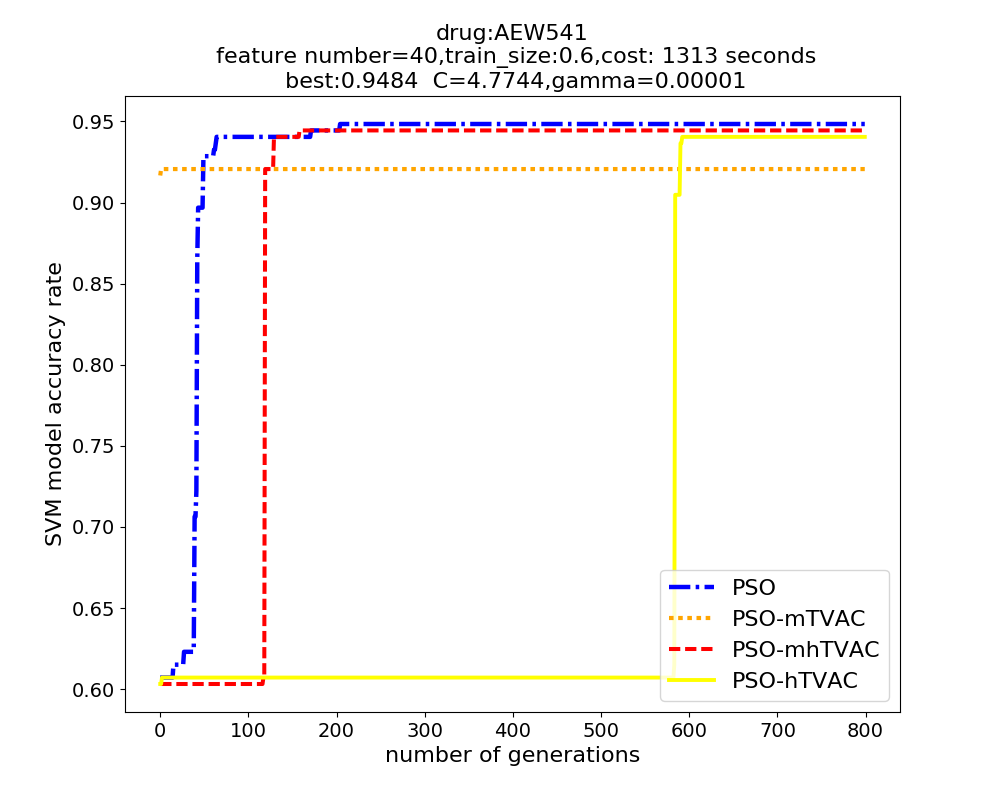 drug:AEW541
feature number=40,train_size:0.6,cost: 1313 seconds
best:0.9484  C=4.7744,gamma=0.00001
0.95
0.90
0.85
0.80
0.75
0.70
0.65
0.60
SVM model accuracy rate
PSO
PSO-mTVAC
PSO-mhTVAC
PSO-hTVAC
0 100 200 300 400 500 600 700 800
number of generations